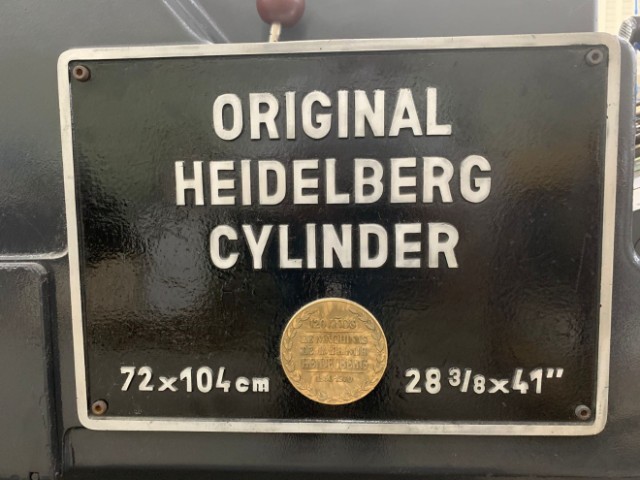 ORIGINAL
HEIDELBERG
CYLINDER
72x104cm
28 3/8x41"